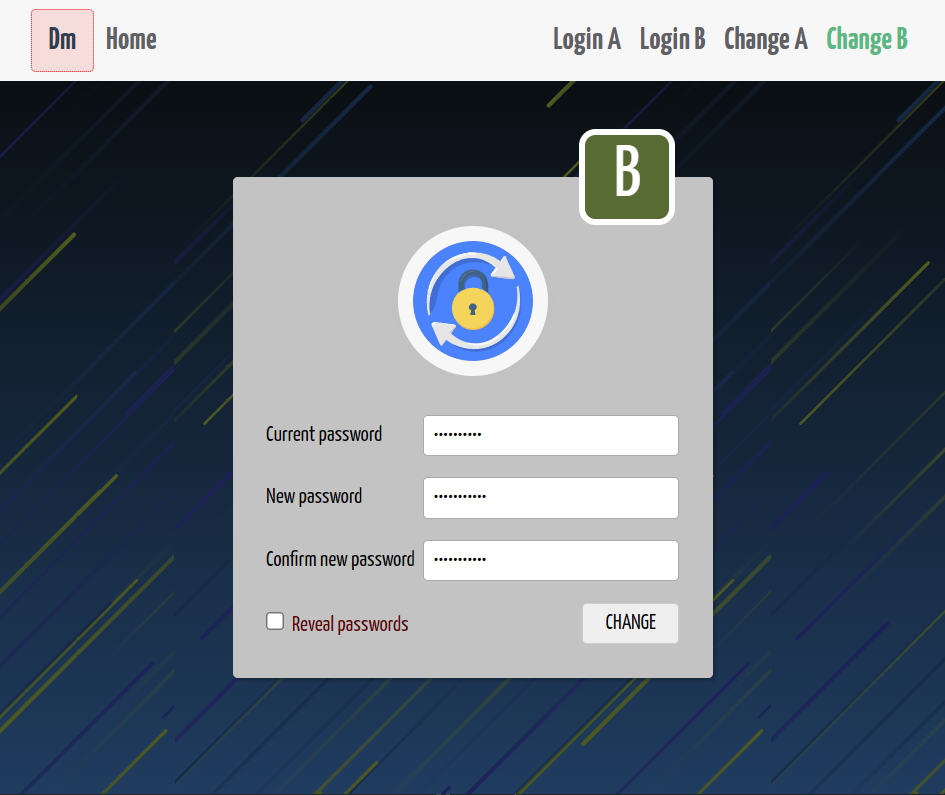 Dm Home Login A Login B Change A Change B
B
Current password ••••••••••
New password •••••••••••
Confirm new password •••••••••••
Reveal passwords CHANGE